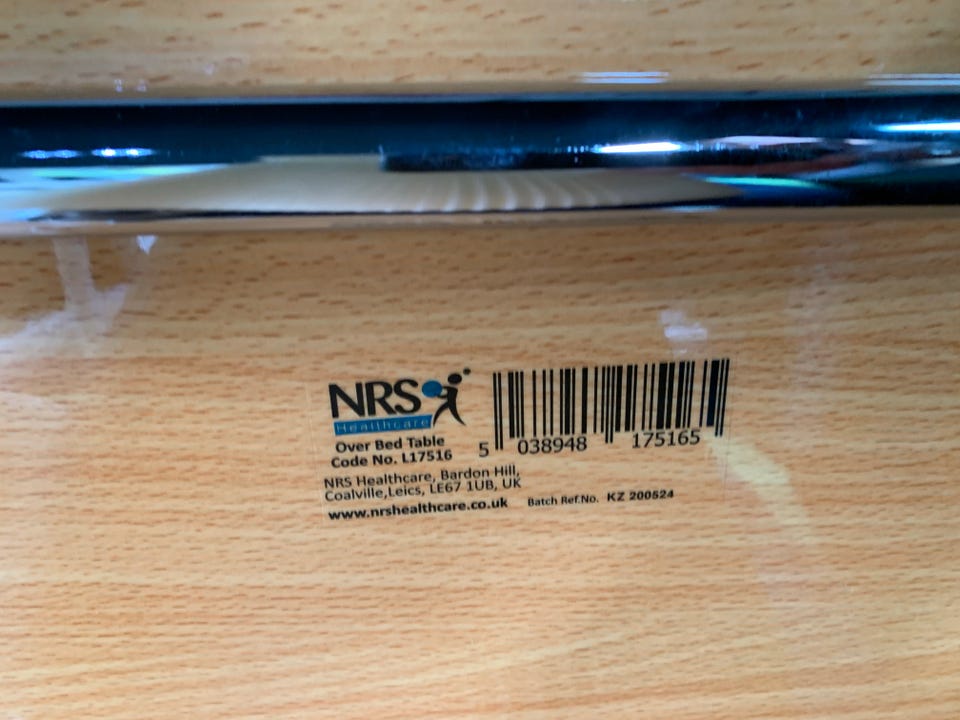 NRS
Healthcare
Over Bed Table
Code No. L17516
5 038948 175165
NRS Healthcare, Bardon Hill,
Coalville,Leics, LE67 1UB, UK
www.nrshealthcare.co.uk Batch Ref.No. KZ 200524